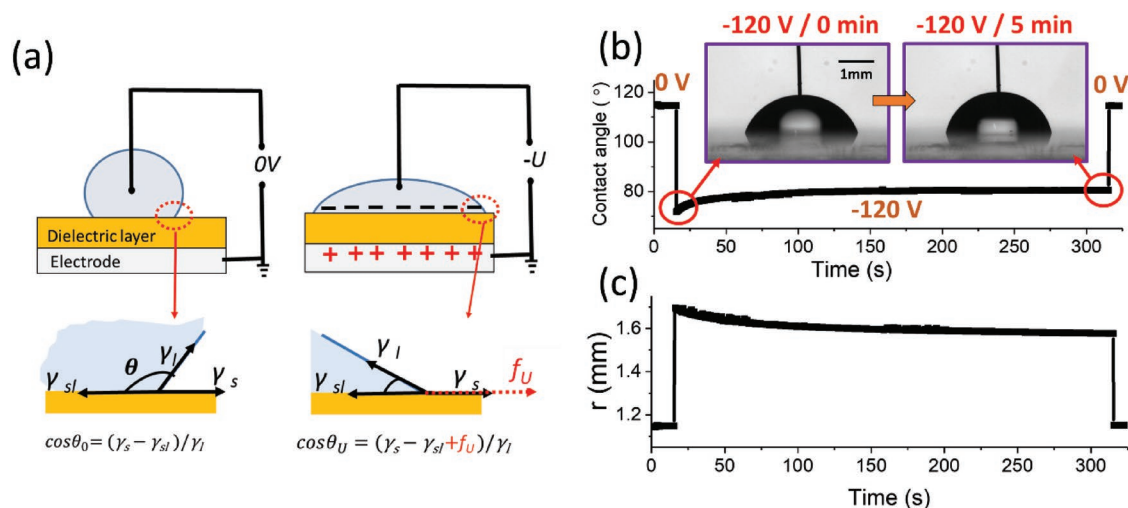 (a)
0V
-U
Dielectric layer
Electrode
+ + + + + + +
γl
γsl
θ
γs
γl
γsl
γs
fU
cosθ0= (γs − γsl)/γl
cosθU = (γs − γsl+fU)/γl
(b)
-120 V / 0 min
-120 V / 5 min
1mm
0 V
0 V
Contact angle ( °)
120
100
80
60
-120 V
0 50 100 150 200 250 300
Time (s)
(c)
r (mm)
1.6
1.4
1.2
0 50 100 150 200 250 300
Time (s)